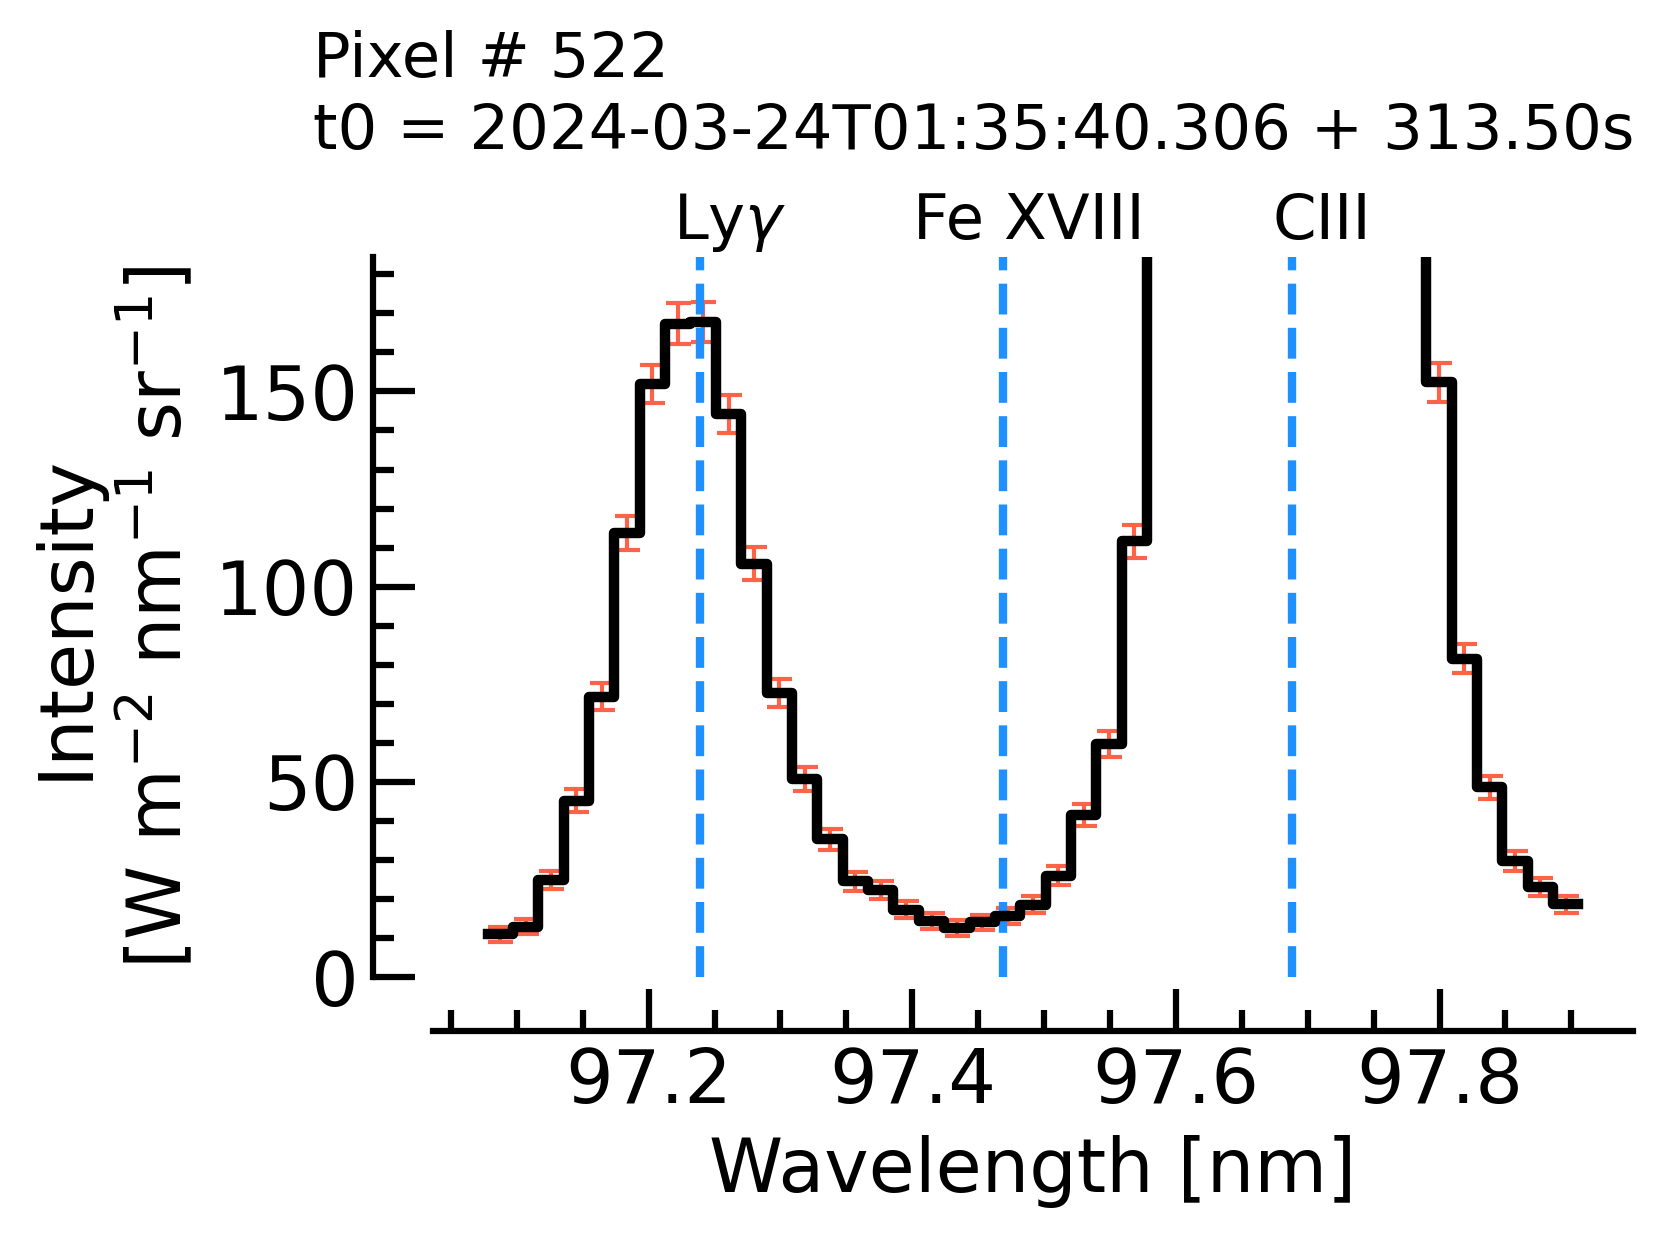 Pixel # 522
t0 = 2024-03-24T01:35:40.306 + 313.50s
Lyγ Fe XVIII CIII
Intensity
[W m⁻² nm⁻¹ sr⁻¹]
150
100
50
0
97.2 97.4 97.6 97.8
Wavelength [nm]